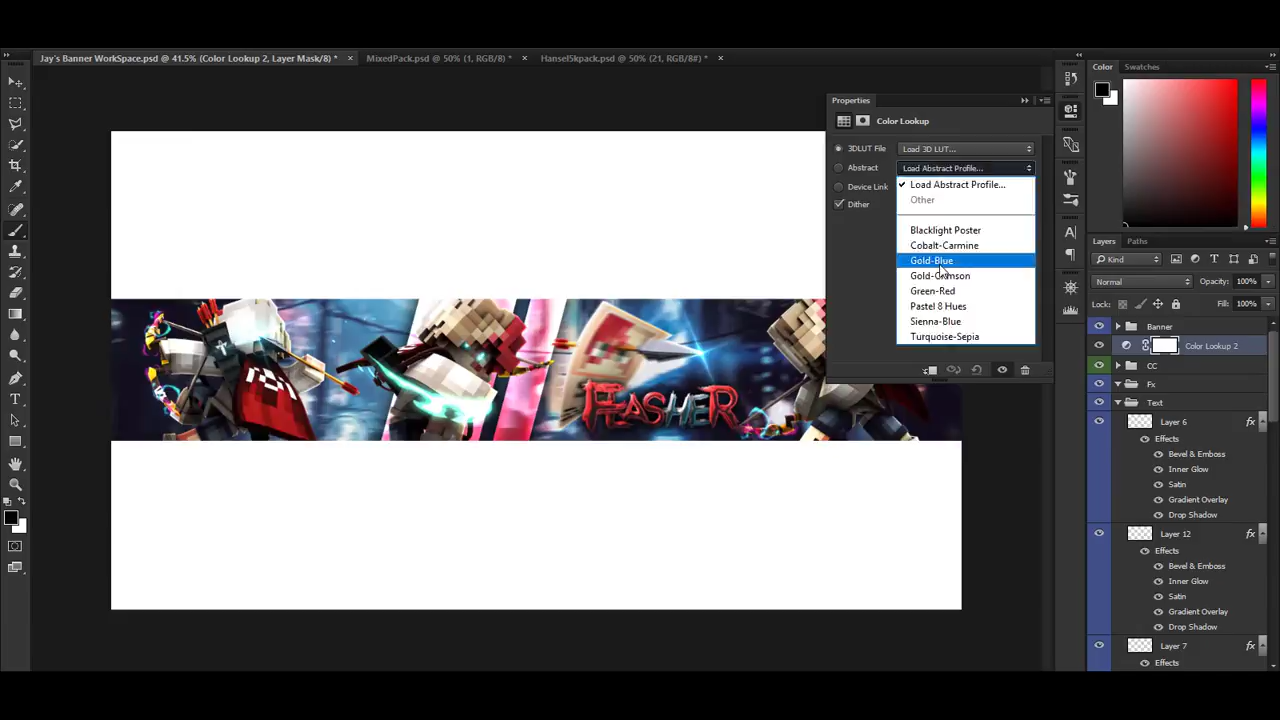 Jay's Banner WorkSpace.psd @ 41.5% (Color Lookup 2, Layer Mask/8) *
MixedPack.psd @ 50% (1, RGB/8) *
Hansel5kpack.psd @ 50% (21, RGB/8#) *
Color Swatches
Properties
Color Lookup
3DLUT File Load 3D LUT...
Abstract Load Abstract Profile...
Device Link
Dither
Load Abstract Profile...
Other
Blacklight Poster
Cobalt-Carmine
Gold-Blue
Gold-Crimson
Green-Red
Pastel 8 Hues
Sienna-Blue
Turquoise-Sepia
FLASHER
Layers Paths
Kind
Normal Opacity: 100%
Lock: Fill: 100%
Banner
Color Lookup 2
CC
Fx
Text
Layer 6 fx
Effects
Bevel & Emboss
Inner Glow
Satin
Gradient Overlay
Drop Shadow
Layer 12 fx
Effects
Bevel & Emboss
Inner Glow
Satin
Gradient Overlay
Drop Shadow
Layer 7 fx
Effects